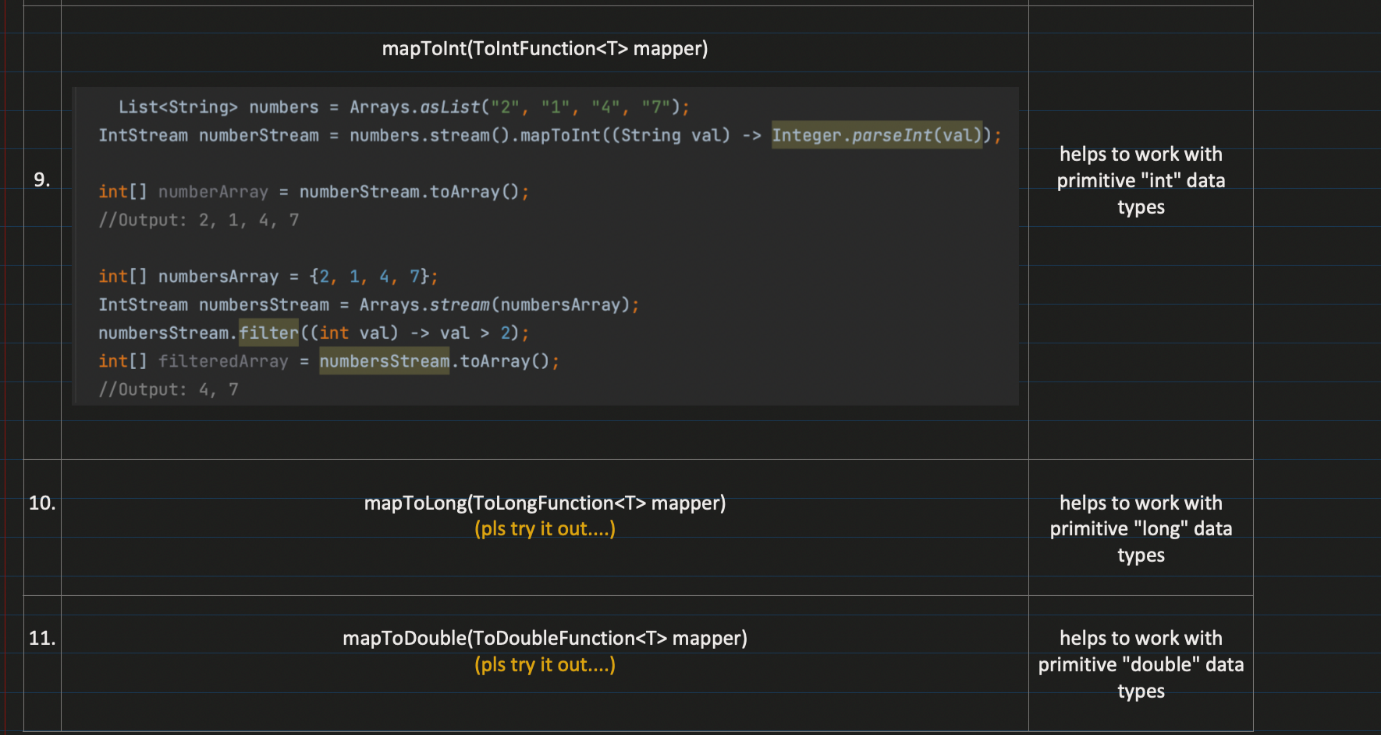 mapToInt(ToIntFunction<T> mapper)
9.
List<String> numbers = Arrays.asList("2", "1", "4", "7");
IntStream numberStream = numbers.stream().mapToInt((String val) -> Integer.parseInt(val));
int[] numberArray = numberStream.toArray();
//Output: 2, 1, 4, 7
int[] numbersArray = {2, 1, 4, 7};
IntStream numbersStream = Arrays.stream(numbersArray);
numbersStream.filter((int val) -> val > 2);
int[] filteredArray = numbersStream.toArray();
//Output: 4, 7
helps to work with
primitive "int" data
types
10.
mapToLong(ToLongFunction<T> mapper)
(pls try it out....)
helps to work with
primitive "long" data
types
11.
mapToDouble(ToDoubleFunction<T> mapper)
(pls try it out....)
helps to work with
primitive "double" data
types